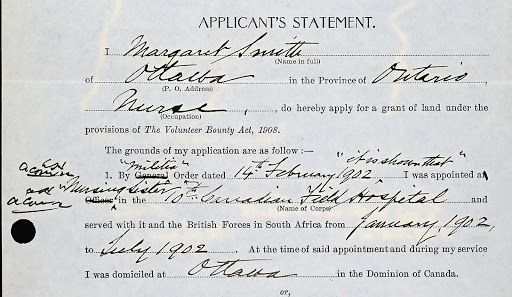 APPLICANT'S STATEMENT.
I Margaret Smith
(Name in full)
of Ottawa in the Province of Ontario,
(P. O. Address)
Nurse, do hereby apply for a grant of land under the
(Occupation)
provisions of The Volunteer Bounty Act, 1908.
The grounds of my application are as follow :—
"militia" "it is shown that"
1. By General Order dated 14th February 1902, I was appointed a
Nursing Sister
Officer in the 10th Canadian Field Hospital and
(Name of Corps)
served with it and the British Forces in South Africa from January, 1902,
to July 1902. At the time of said appointment and during my service
I was domiciled at Ottawa in the Dominion of Canada.
or,